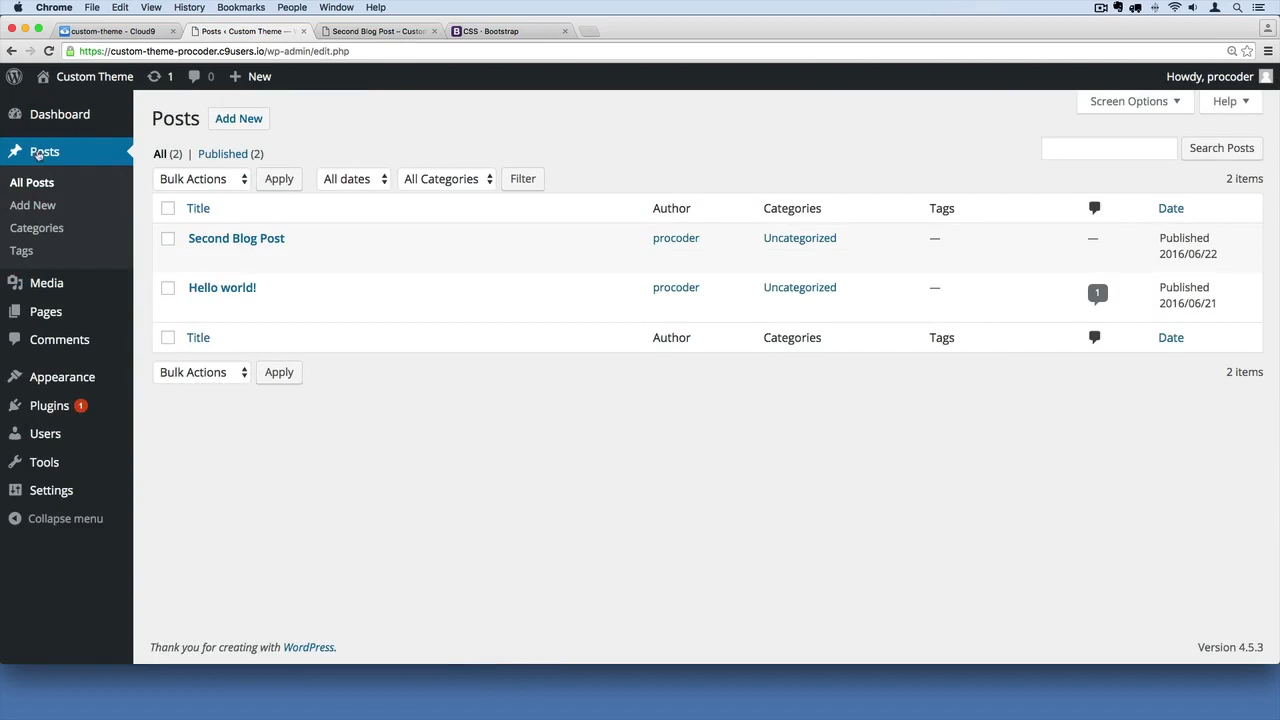 Chrome File Edit View History Bookmarks People Window Help
custom-theme - Cloud9
Posts ‹ Custom Theme —
Second Blog Post – Custom
CSS · Bootstrap
https://custom-theme-procoder.c9users.io/wp-admin/edit.php
Custom Theme 1 0 New Howdy, procoder
Dashboard
Posts
All Posts
Add New
Categories
Tags
Media
Pages
Comments
Appearance
Plugins 1
Users
Tools
Settings
Collapse menu
Screen Options Help
Posts Add New
All (2) | Published (2)
Search Posts
Bulk Actions Apply All dates All Categories Filter 2 items
Title Author Categories Tags Date
Second Blog Post procoder Uncategorized — — Published
2016/06/22
Hello world! procoder Uncategorized — 1 Published
2016/06/21
Title Author Categories Tags Date
Bulk Actions Apply 2 items
Thank you for creating with WordPress. Version 4.5.3